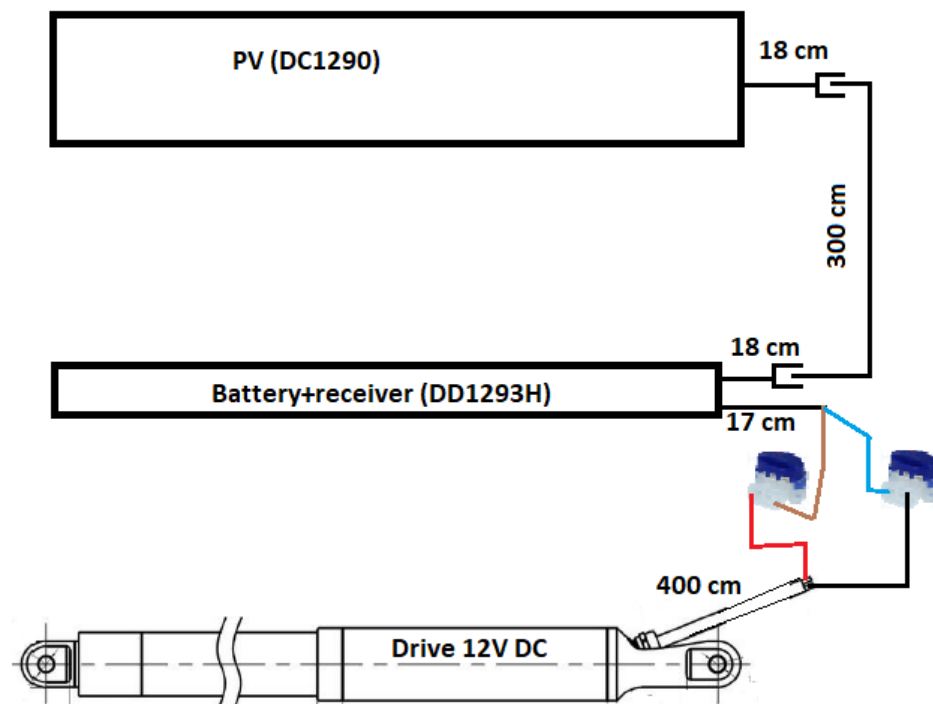 PV (DC1290)
18 cm
300 cm
18 cm
Battery+receiver (DD1293H)
17 cm
400 cm
Drive 12V DC